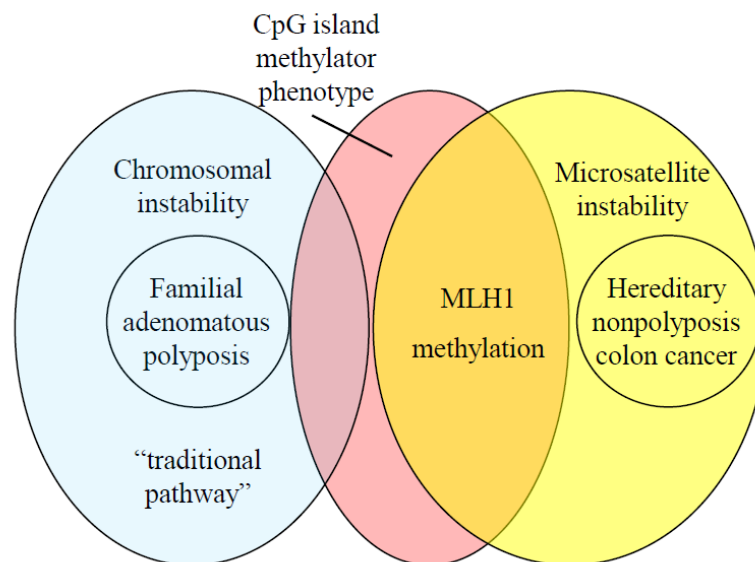 CpG island
methylator
phenotype
Chromosomal
instability
Familial
adenomatous
polyposis
“traditional
pathway”
MLH1
methylation
Microsatellite
instability
Hereditary
nonpolyposis
colon cancer